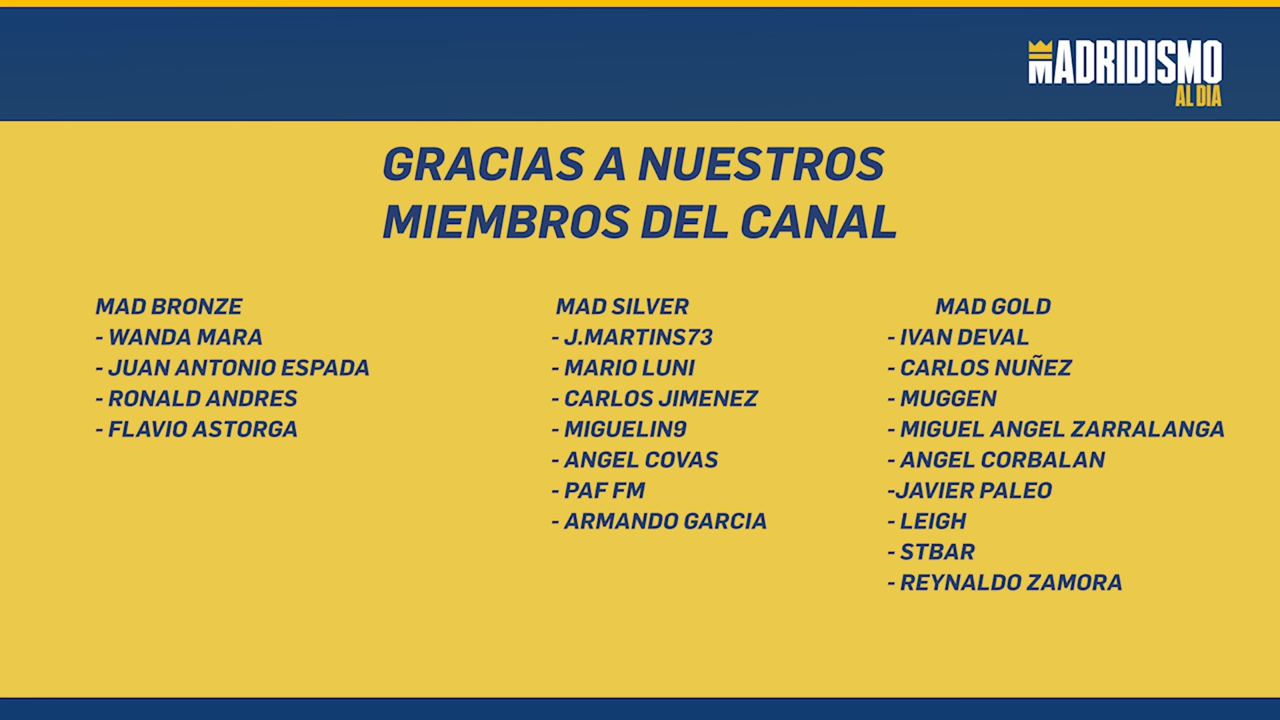 MADRIDISMO
AL DIA
GRACIAS A NUESTROS
MIEMBROS DEL CANAL
MAD BRONZE
- WANDA MARA
- JUAN ANTONIO ESPADA
- RONALD ANDRES
- FLAVIO ASTORGA
MAD SILVER
- J.MARTINS73
- MARIO LUNI
- CARLOS JIMENEZ
- MIGUELIN9
- ANGEL COVAS
- PAF FM
- ARMANDO GARCIA
MAD GOLD
- IVAN DEVAL
- CARLOS NUÑEZ
- MUGGEN
- MIGUEL ANGEL ZARRALANGA
- ANGEL CORBALAN
-JAVIER PALEO
- LEIGH
- STBAR
- REYNALDO ZAMORA